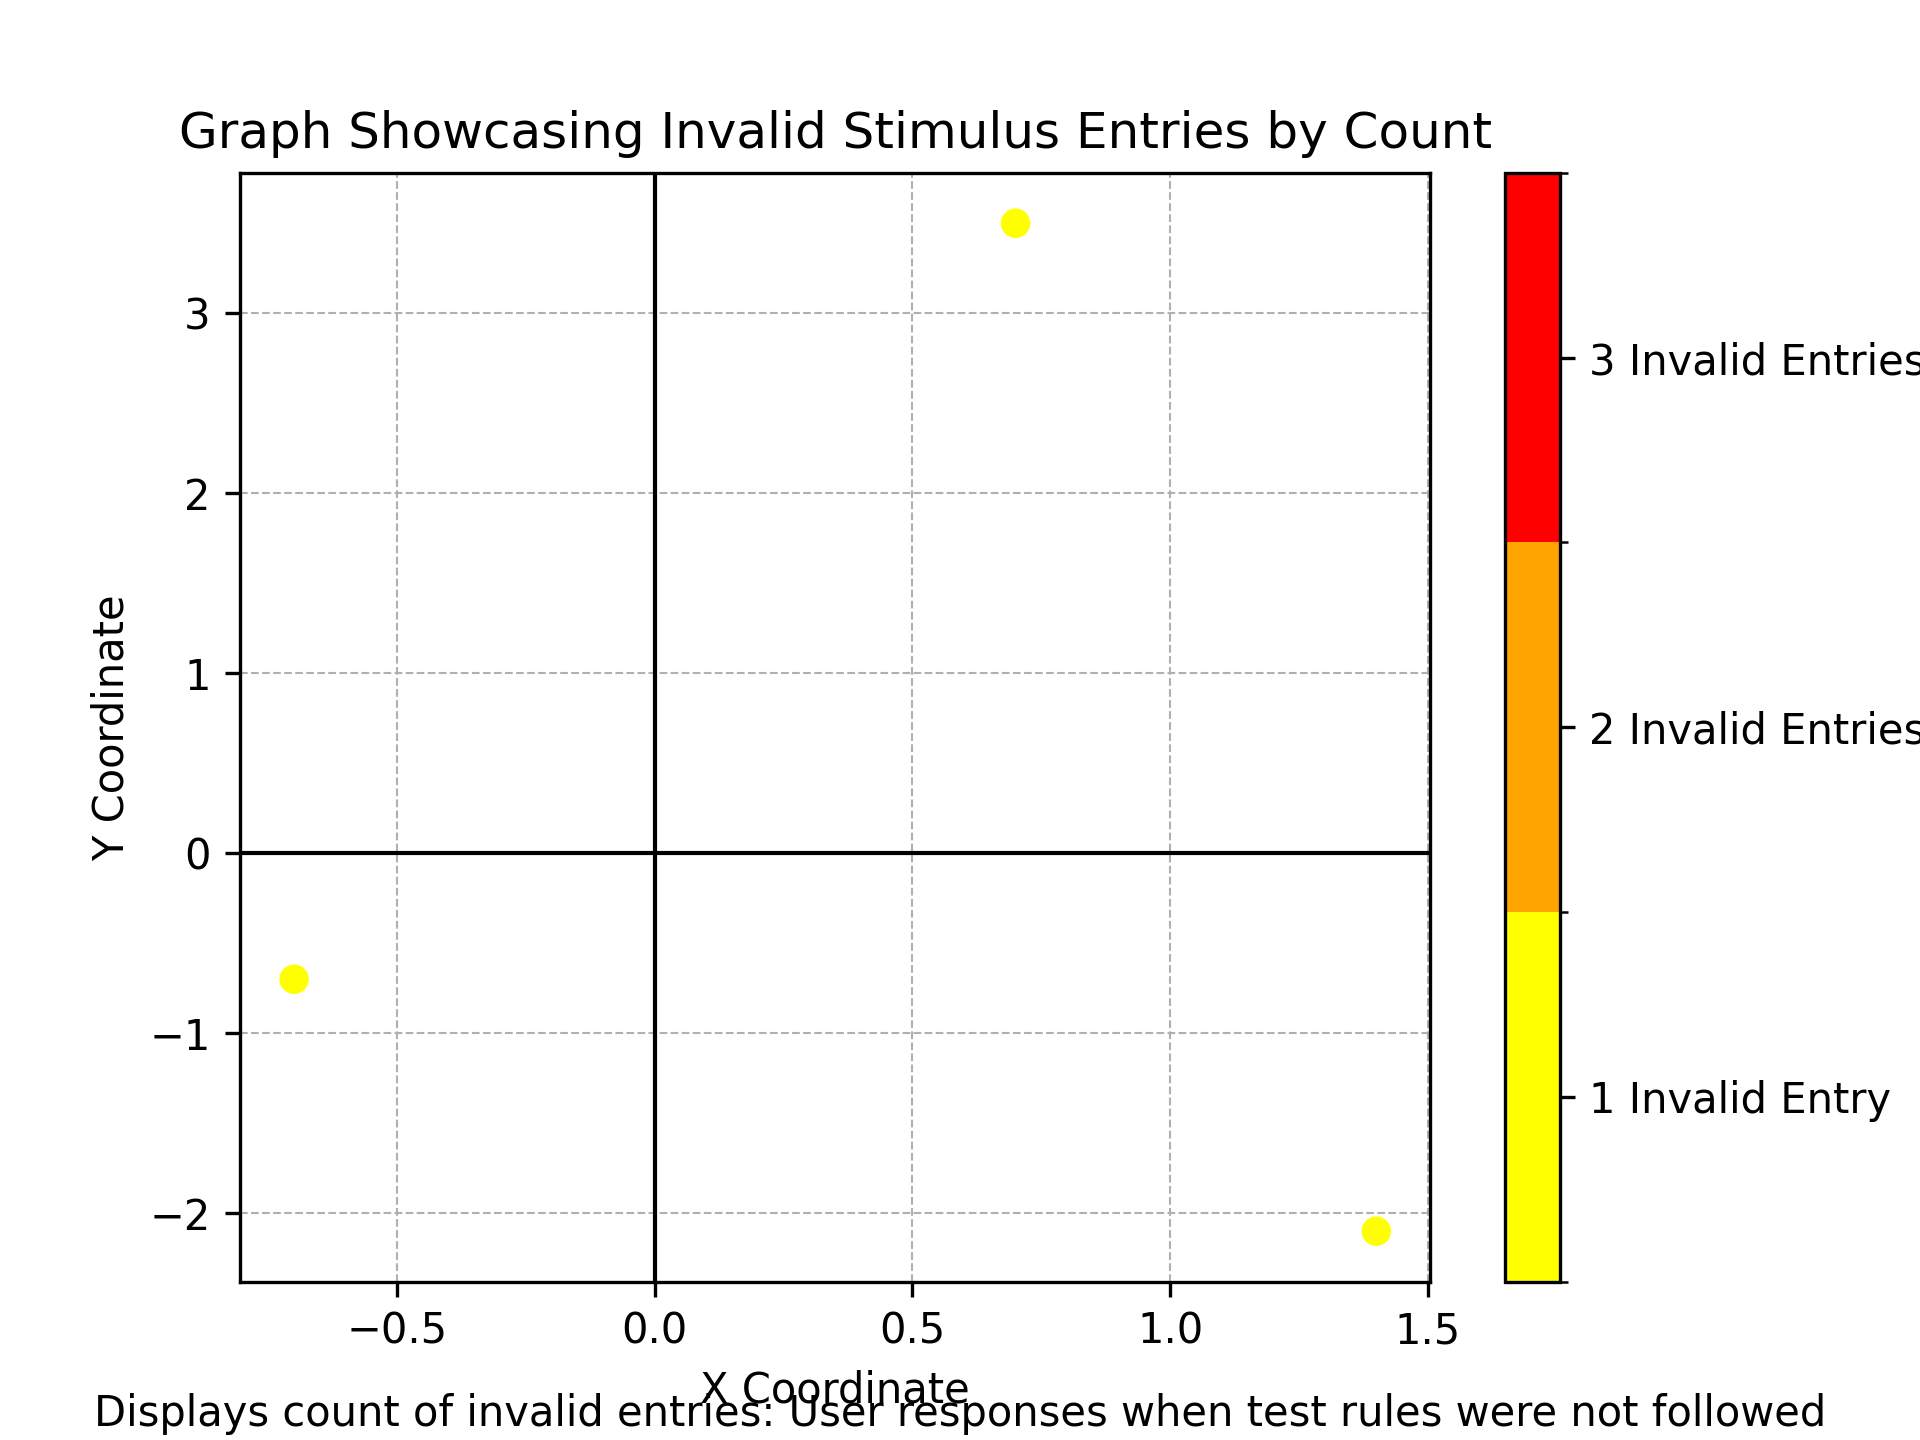 Graph Showcasing Invalid Stimulus Entries by Count
Y Coordinate
3
2
1
0
−1
−2
−0.5
0.0
0.5
1.0
1.5
X Coordinate
3 Invalid Entries
2 Invalid Entries
1 Invalid Entry
Displays count of invalid entries: User responses when test rules were not followed